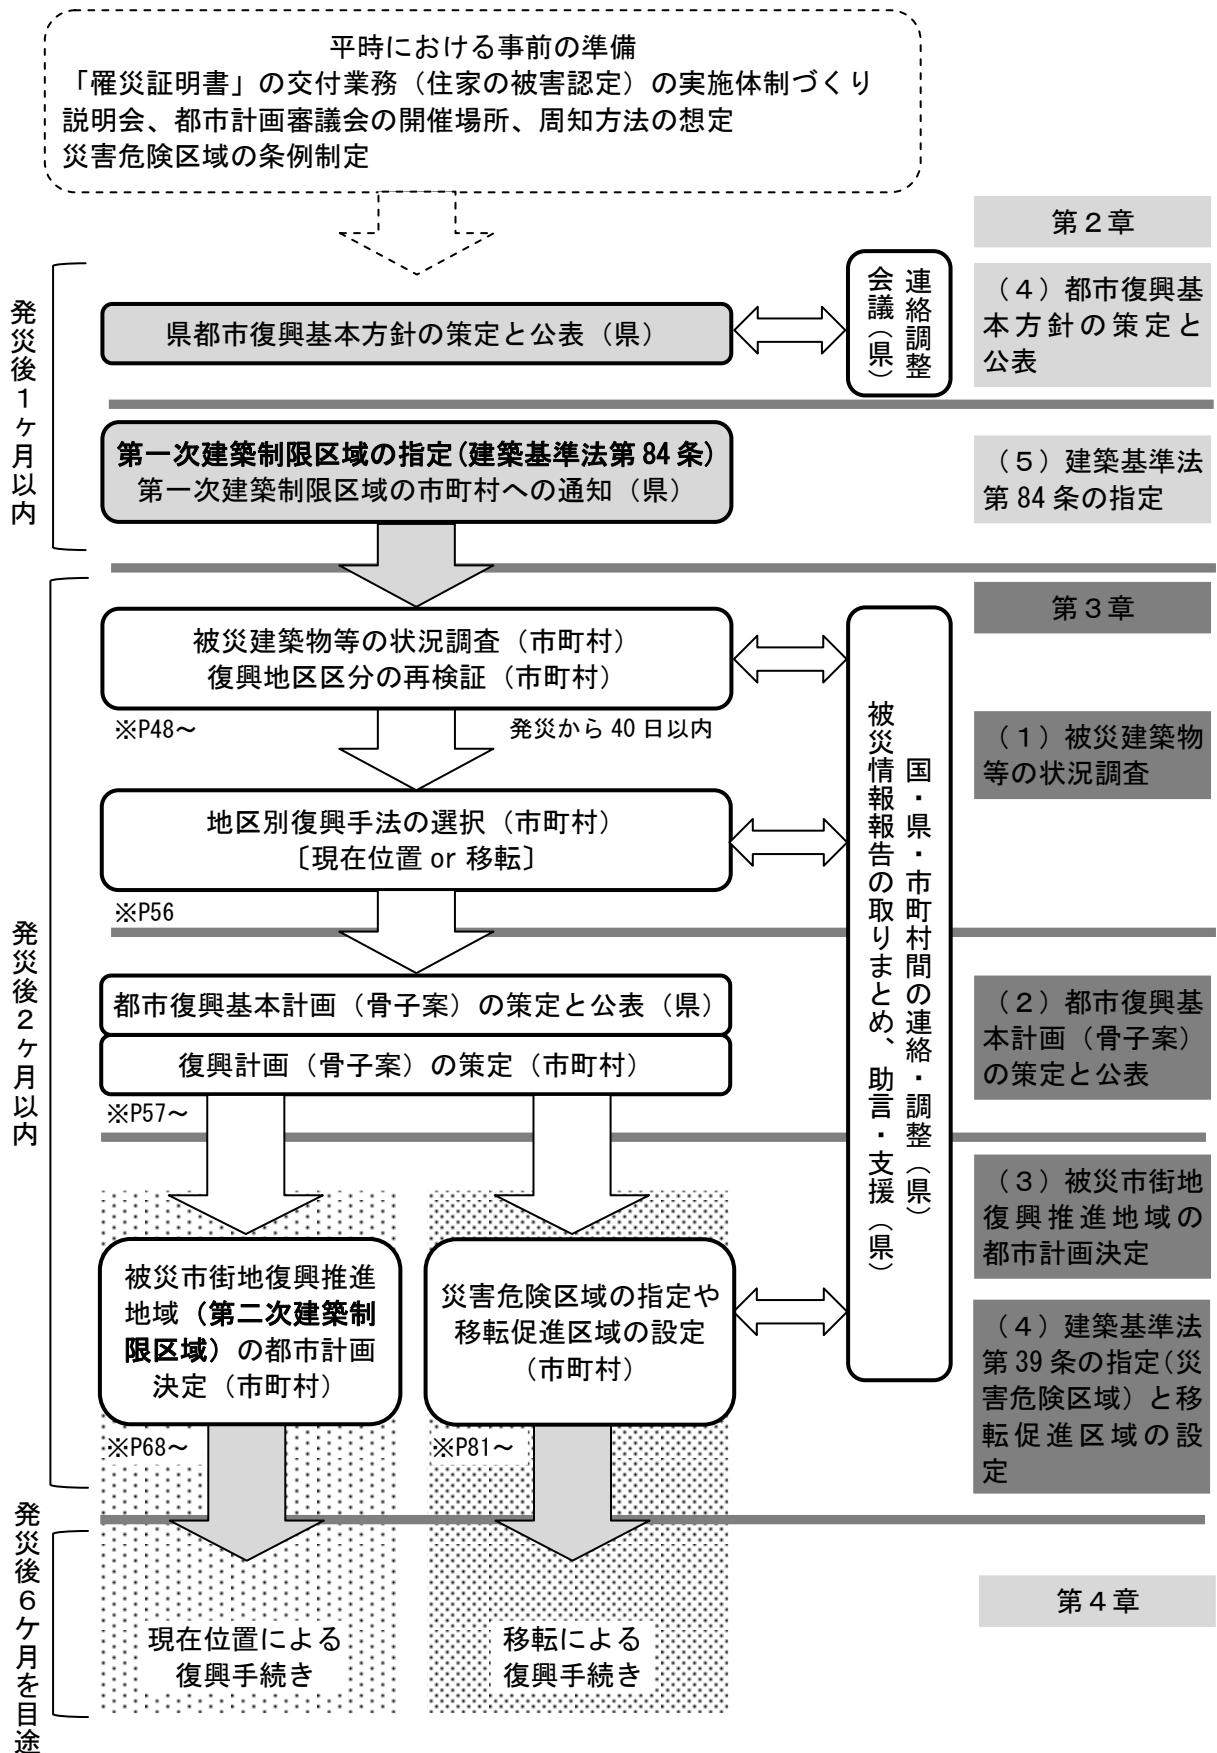 平時における事前の準備
「罹災証明書」の交付業務（住家の被害認定）の実施体制づくり
説明会、都市計画審議会の開催場所、周知方法の想定
災害危険区域の条例制定
第２章
発災後１ヶ月以内
県都市復興基本方針の策定と公表（県）
連絡調整
会議（県）
（４）都市復興基
本方針の策定と
公表
第一次建築制限区域の指定(建築基準法第 84 条)
第一次建築制限区域の市町村への通知（県）
（５）建築基準法
第 84 条の指定
発災後２ヶ月以内
第３章
被災建築物等の状況調査（市町村）
復興地区区分の再検証（市町村）
※P48～
発災から 40 日以内
国・県・市町村間の連絡・調整（県）
被災情報報告の取りまとめ、助言・支援（県）
（１）被災建築物
等の状況調査
地区別復興手法の選択（市町村）
〔現在位置 or 移転〕
※P56
都市復興基本計画（骨子案）の策定と公表（県）
復興計画（骨子案）の策定（市町村）
※P57～
（２）都市復興基
本計画（骨子案）
の策定と公表
（３）被災市街地
復興推進地域の
都市計画決定
被災市街地復興推進
地域（第二次建築制
限区域）の都市計画
決定（市町村）
※P68～
災害危険区域の指定や
移転促進区域の設定
（市町村）
※P81～
（４）建築基準法
第 39 条の指定(災
害危険区域）と移
転促進区域の設
定
発災後６ケ月を目途
現在位置による
復興手続き
移転による
復興手続き
第４章